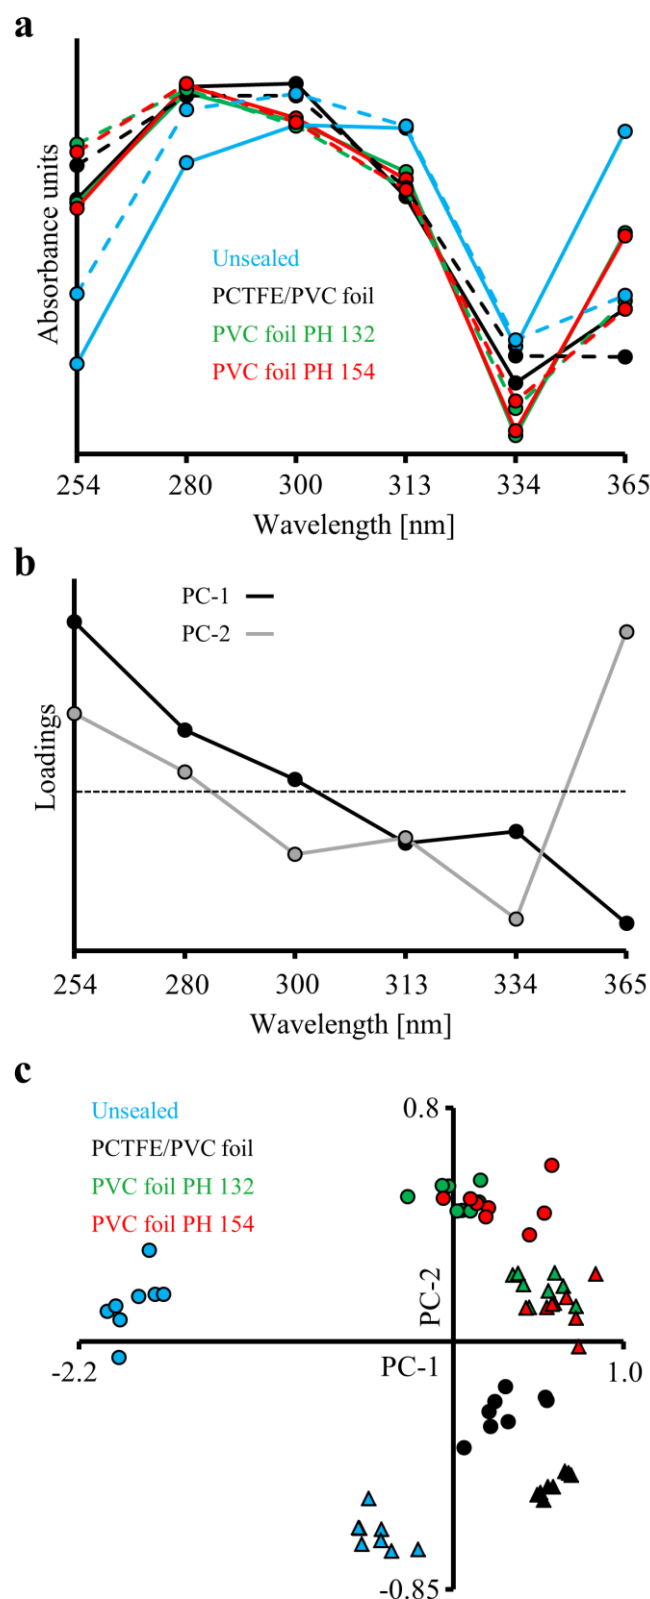 a
Absorbance units
Unsealed
PCTFE/PVC foil
PVC foil PH 132
PVC foil PH 154
254 280 300 313 334 365
Wavelength [nm]
b
PC-1
PC-2
Loadings
254 280 300 313 334 365
Wavelength [nm]
c
Unsealed
PCTFE/PVC foil
PVC foil PH 132
PVC foil PH 154
0.8
PC-2
-2.2 PC-1 1.0
-0.85